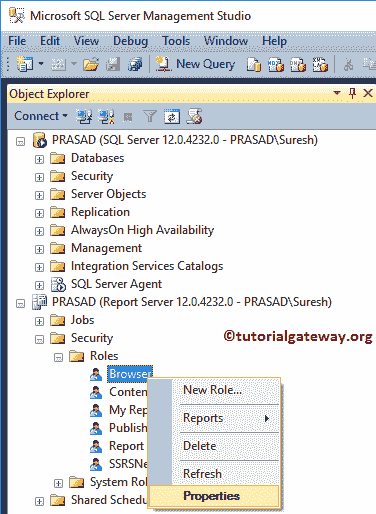 Microsoft SQL Server Management Studio
File Edit View Debug Tools Window Help
New Query
Object Explorer
Connect
PRASAD (SQL Server 12.0.4232.0 - PRASAD\Suresh)
Databases
Security
Server Objects
Replication
AlwaysOn High Availability
Management
Integration Services Catalogs
SQL Server Agent
PRASAD (Report Server 12.0.4232.0 - PRASAD\Suresh)
Jobs
Security
©tutorialgateway.org
Roles
Browser
New Role...
Conten
My Rep
Reports
Publish
Delete
Report
SSRSNe
Refresh
System Rol
Shared Schedu
Properties